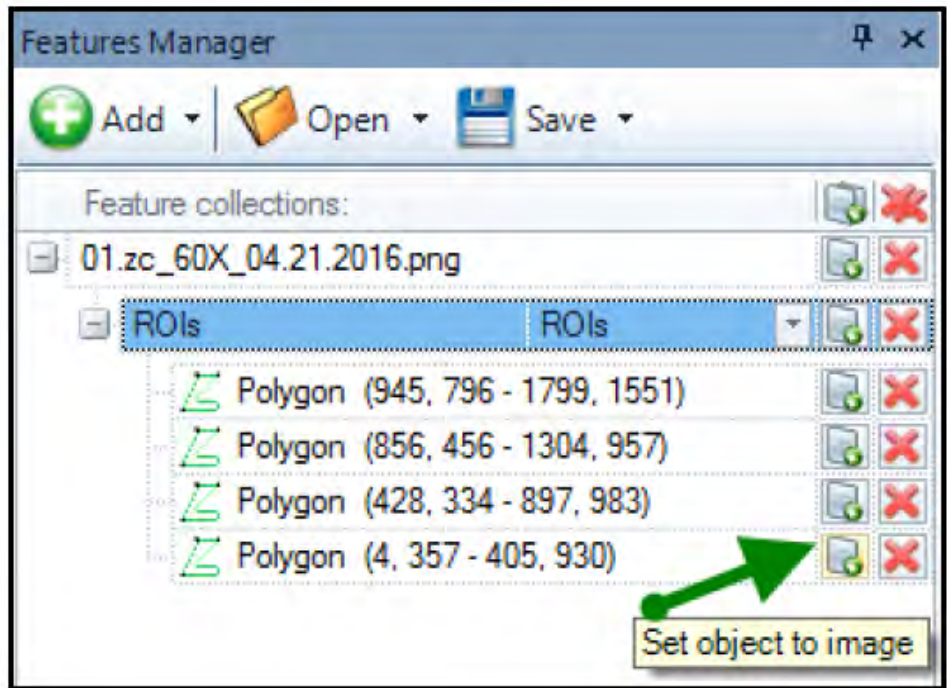 Features Manager
Add Open Save
Feature collections:
01.zc_60X_04.21.2016.png
ROIs ROIs
Polygon (945, 796 - 1799, 1551)
Polygon (856, 456 - 1304, 957)
Polygon (428, 334 - 897, 983)
Polygon (4, 357 - 405, 930)
Set object to image